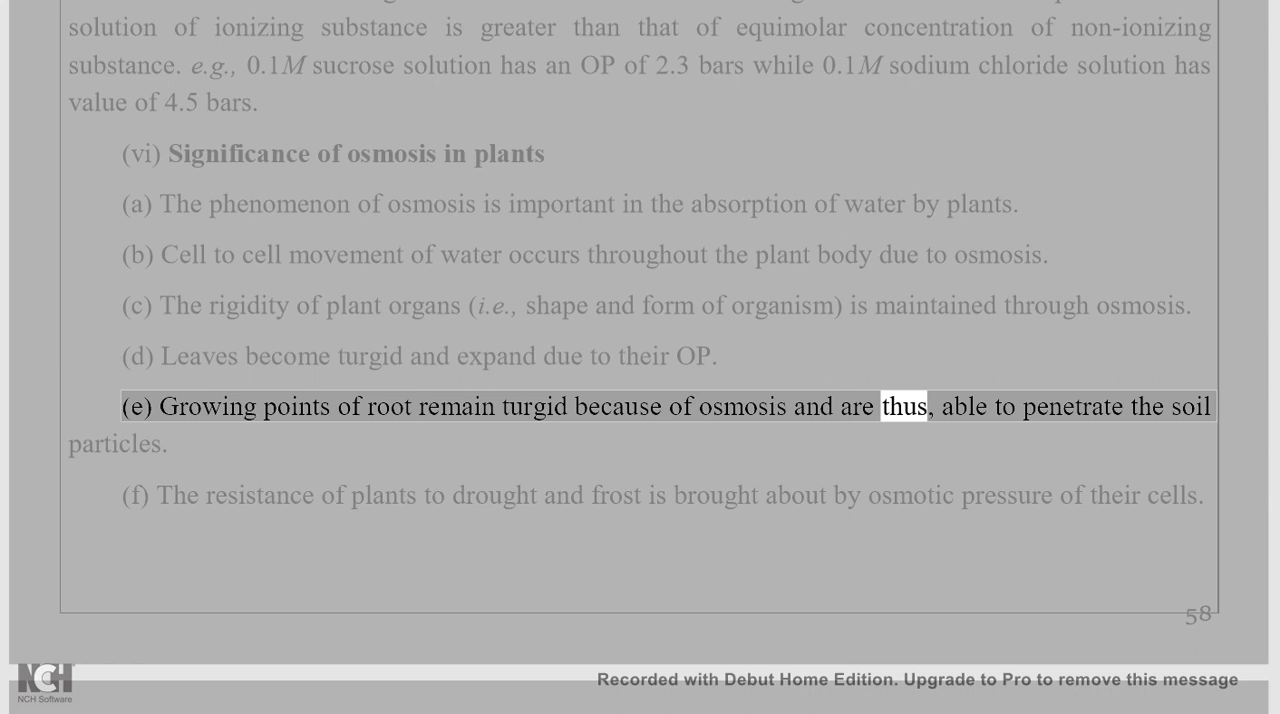 solution of ionizing substance is greater than that of equimolar concentration of non-ionizing
substance. e.g., 0.1M sucrose solution has an OP of 2.3 bars while 0.1M sodium chloride solution has
value of 4.5 bars.
(vi) Significance of osmosis in plants
(a) The phenomenon of osmosis is important in the absorption of water by plants.
(b) Cell to cell movement of water occurs throughout the plant body due to osmosis.
(c) The rigidity of plant organs (i.e., shape and form of organism) is maintained through osmosis.
(d) Leaves become turgid and expand due to their OP.
(e) Growing points of root remain turgid because of osmosis and are thus, able to penetrate the soil
particles.
(f) The resistance of plants to drought and frost is brought about by osmotic pressure of their cells.
58
NCH
NCH Software
Recorded with Debut Home Edition. Upgrade to Pro to remove this message